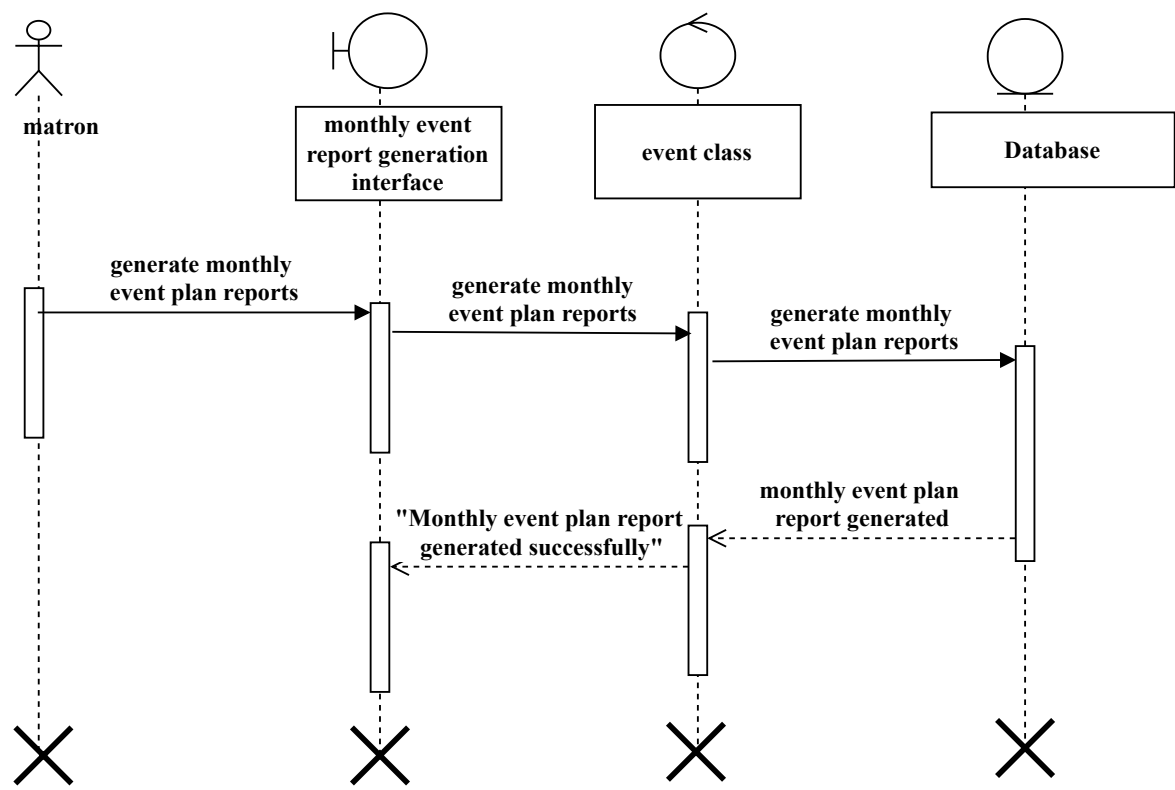 matron
monthly event
report generation
interface
event class
Database
generate monthly
event plan reports
generate monthly
event plan reports
generate monthly
event plan reports
monthly event plan
report generated
"Monthly event plan report
generated successfully"